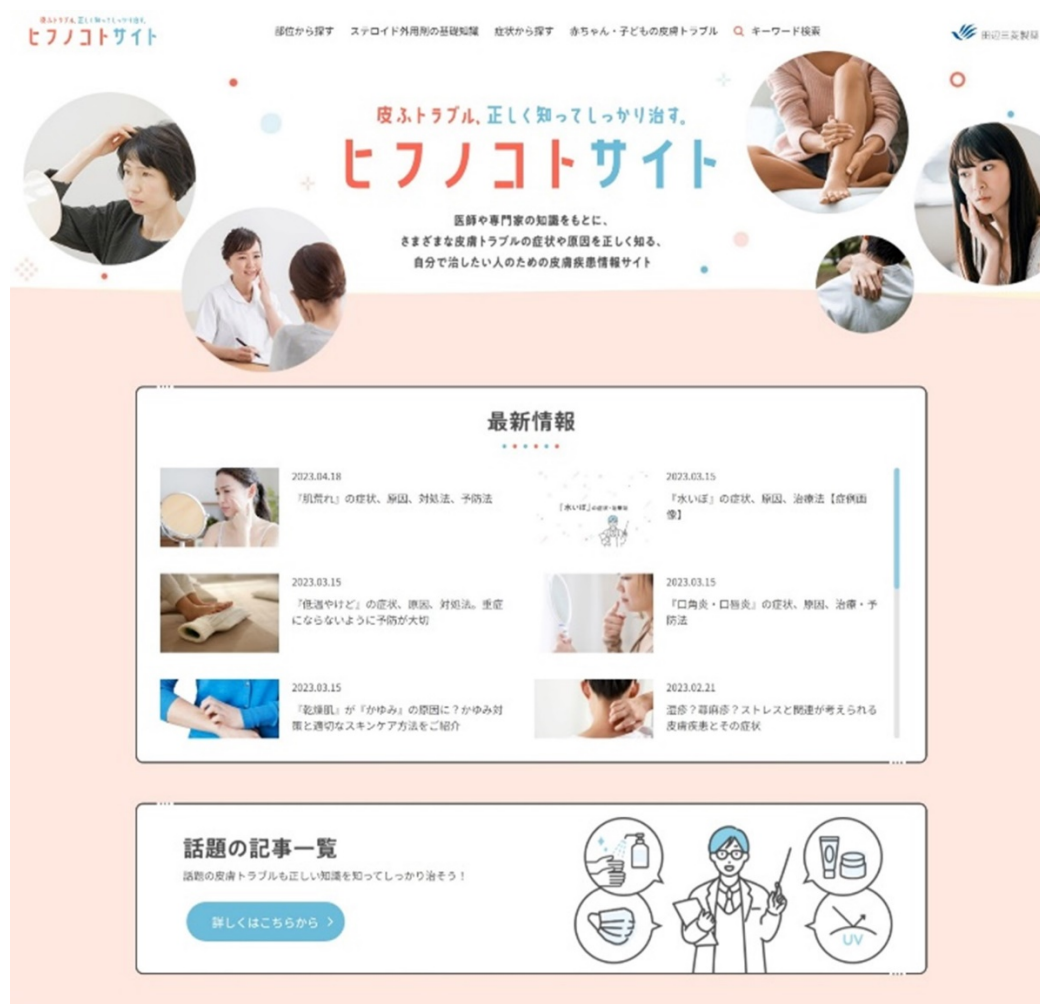 皮ふトラブル、正しく知ってしっかり治す。
ヒフノコトサイト
部位から探す ステロイド外用剤の基礎知識 症状から探す 赤ちゃん・子どもの皮膚トラブル キーワード検索
田辺三菱製薬
皮ふトラブル、正しく知ってしっかり治す。
ヒフノコトサイト
医師や専門家の知識をもとに、
さまざまな皮膚トラブルの症状や原因を正しく知る、
自分で治したい人のための皮膚疾患情報サイト
最新情報
2023.04.18
『肌荒れ』の症状、原因、対処法、予防法
2023.03.15
『水いぼ』の症状、原因、治療法【症例画
像】
『水いぼ』の症状・治療法
2023.03.15
『低温やけど』の症状、原因、対処法。重症
にならないように予防が大切
2023.03.15
『口角炎・口唇炎』の症状、原因、治療・予
防法
2023.03.15
『乾燥肌』が『かゆみ』の原因に？かゆみ対
策と適切なスキンケア方法をご紹介
2023.02.21
湿疹？蕁麻疹？ストレスと関連が考えられる
皮膚疾患とその症状
話題の記事一覧
話題の皮膚トラブルも正しい知識を知ってしっかり治そう！
詳しくはこちらから
UV